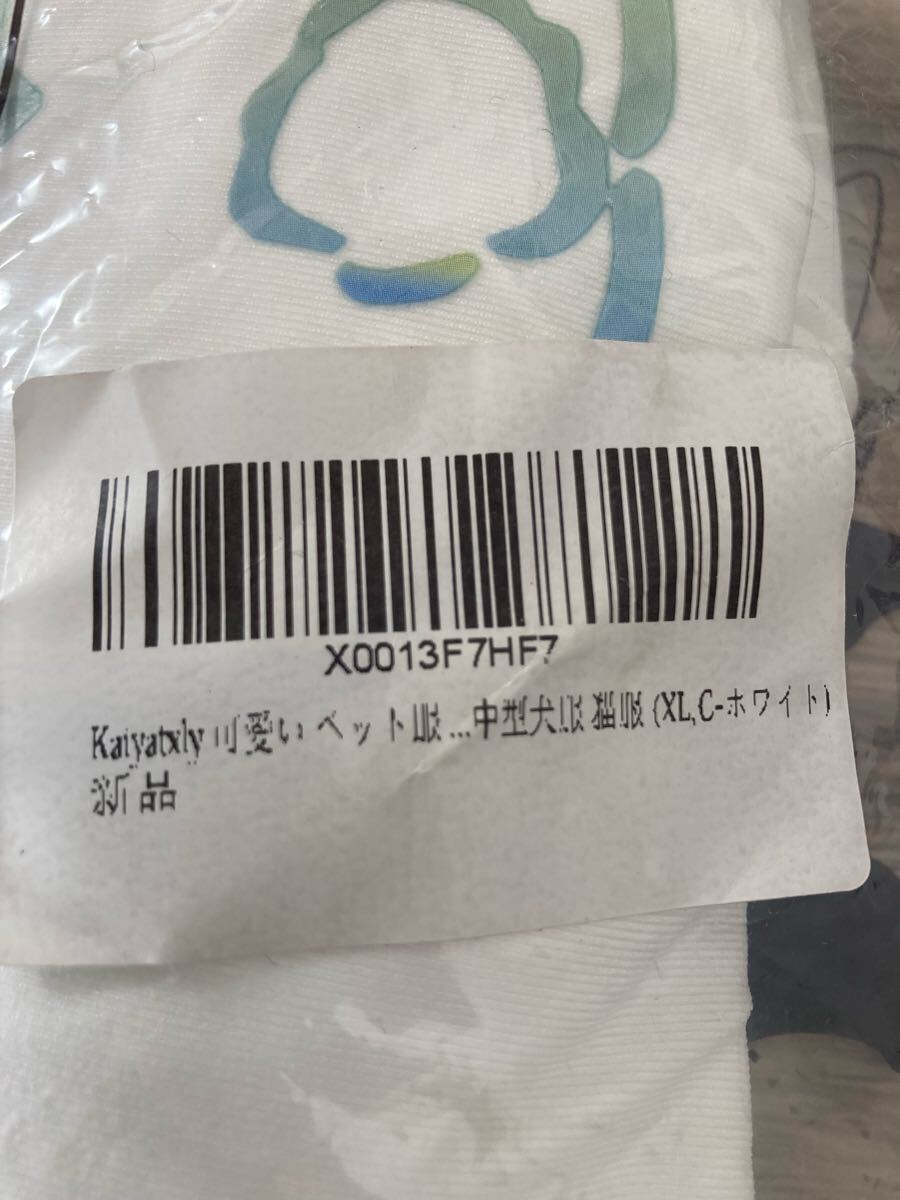 X0013F7HF7
Kaiyatxly 可愛い ペット服 ...中型犬服 猫服 (XL,C-ホワイト)
新品